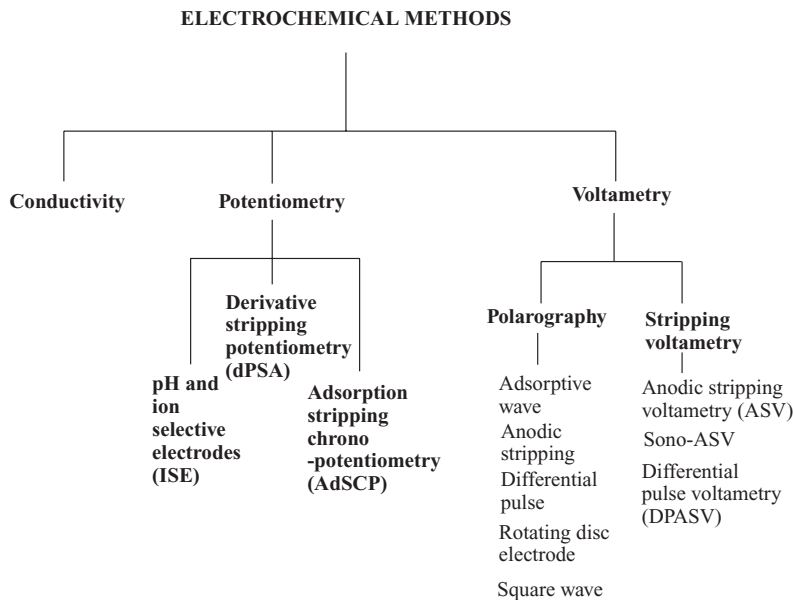 ELECTROCHEMICAL METHODS
Conductivity
Potentiometry
Voltametry
pH and
ion
selective
electrodes
(ISE)
Derivative
stripping
potentiometry
(dPSA)
Adsorption
stripping
chrono
-potentiometry
(AdSCP)
Polarography
Adsorptive
wave
Anodic
stripping
Differential
pulse
Rotating disc
electrode
Square wave
Stripping
voltametry
Anodic stripping
voltametry (ASV)
Sono-ASV
Differential
pulse voltametry
(DPASV)